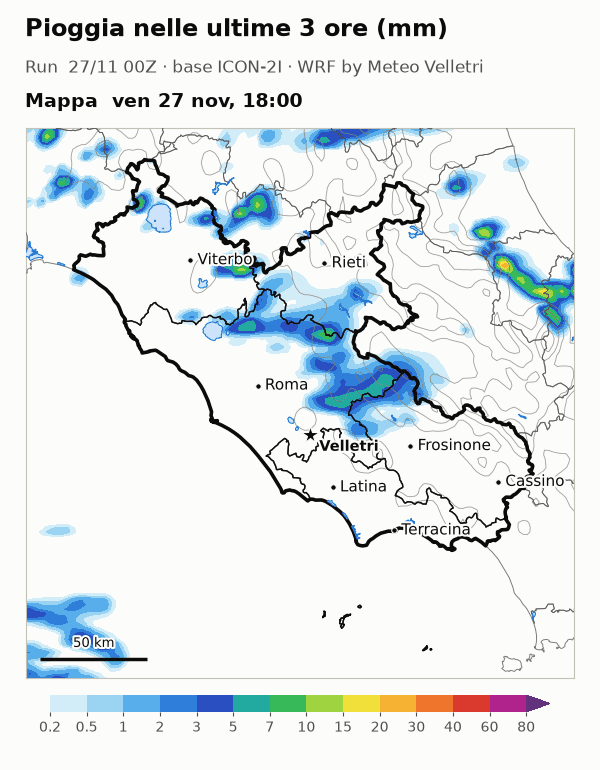 Pioggia nelle ultime 3 ore (mm)
Run  27/11 00Z · base ICON-2I · WRF by Meteo Velletri
Mappa  ven 27 nov, 18:00
Viterbo
Rieti
Roma
Velletri
Frosinone
Latina
Cassino
Terracina
50 km
0.2 0.5 1 2 3 5 7 10 15 20 30 40 60 80